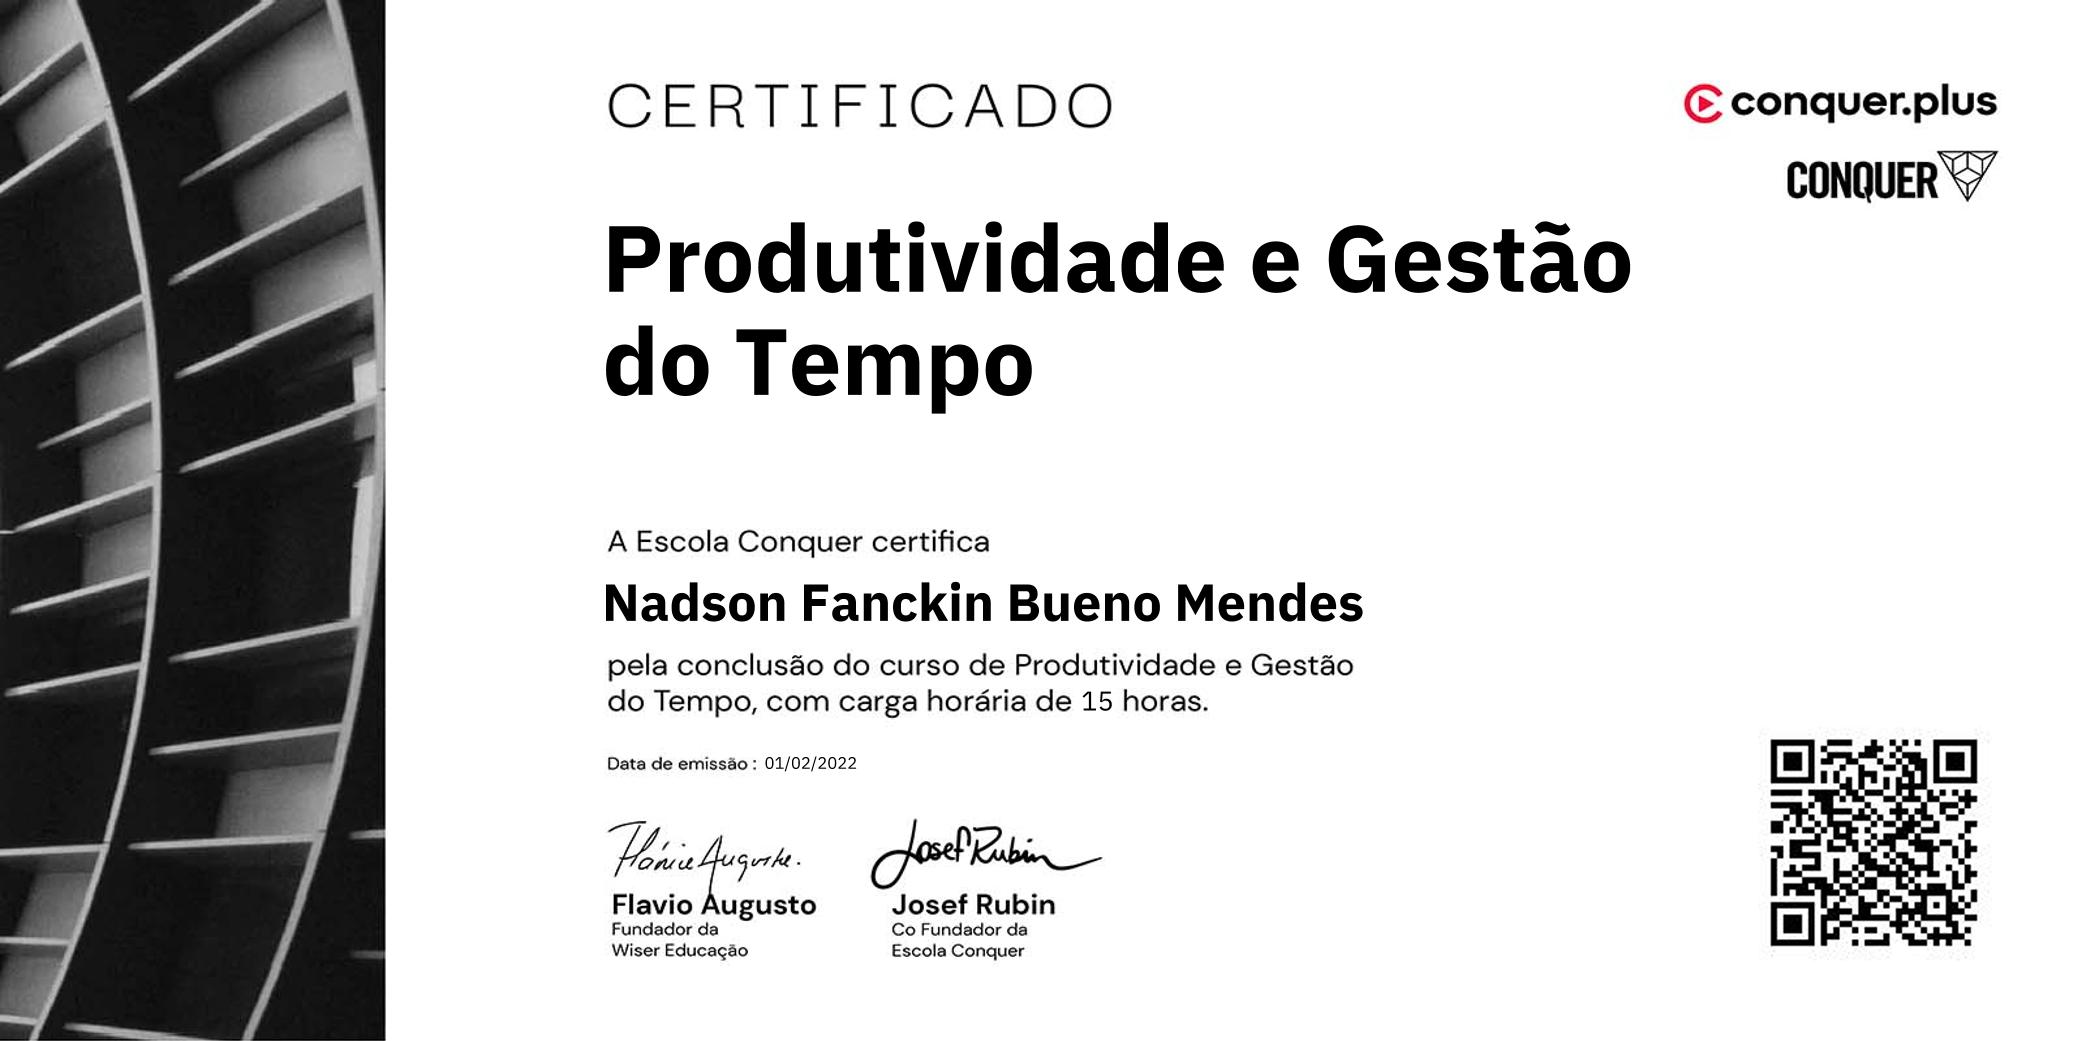 CERTIFICADO
conquer.plus
CONQUER
Produtividade e Gestão
do Tempo
A Escola Conquer certifica
Nadson Fanckin Bueno Mendes
pela conclusão do curso de Produtividade e Gestão
do Tempo, com carga horária de 15 horas.
Data de emissão : 01/02/2022
Flávio Augusto.
Josef Rubin
Flavio Augusto
Fundador da
Wiser Educação
Josef Rubin
Co Fundador da
Escola Conquer